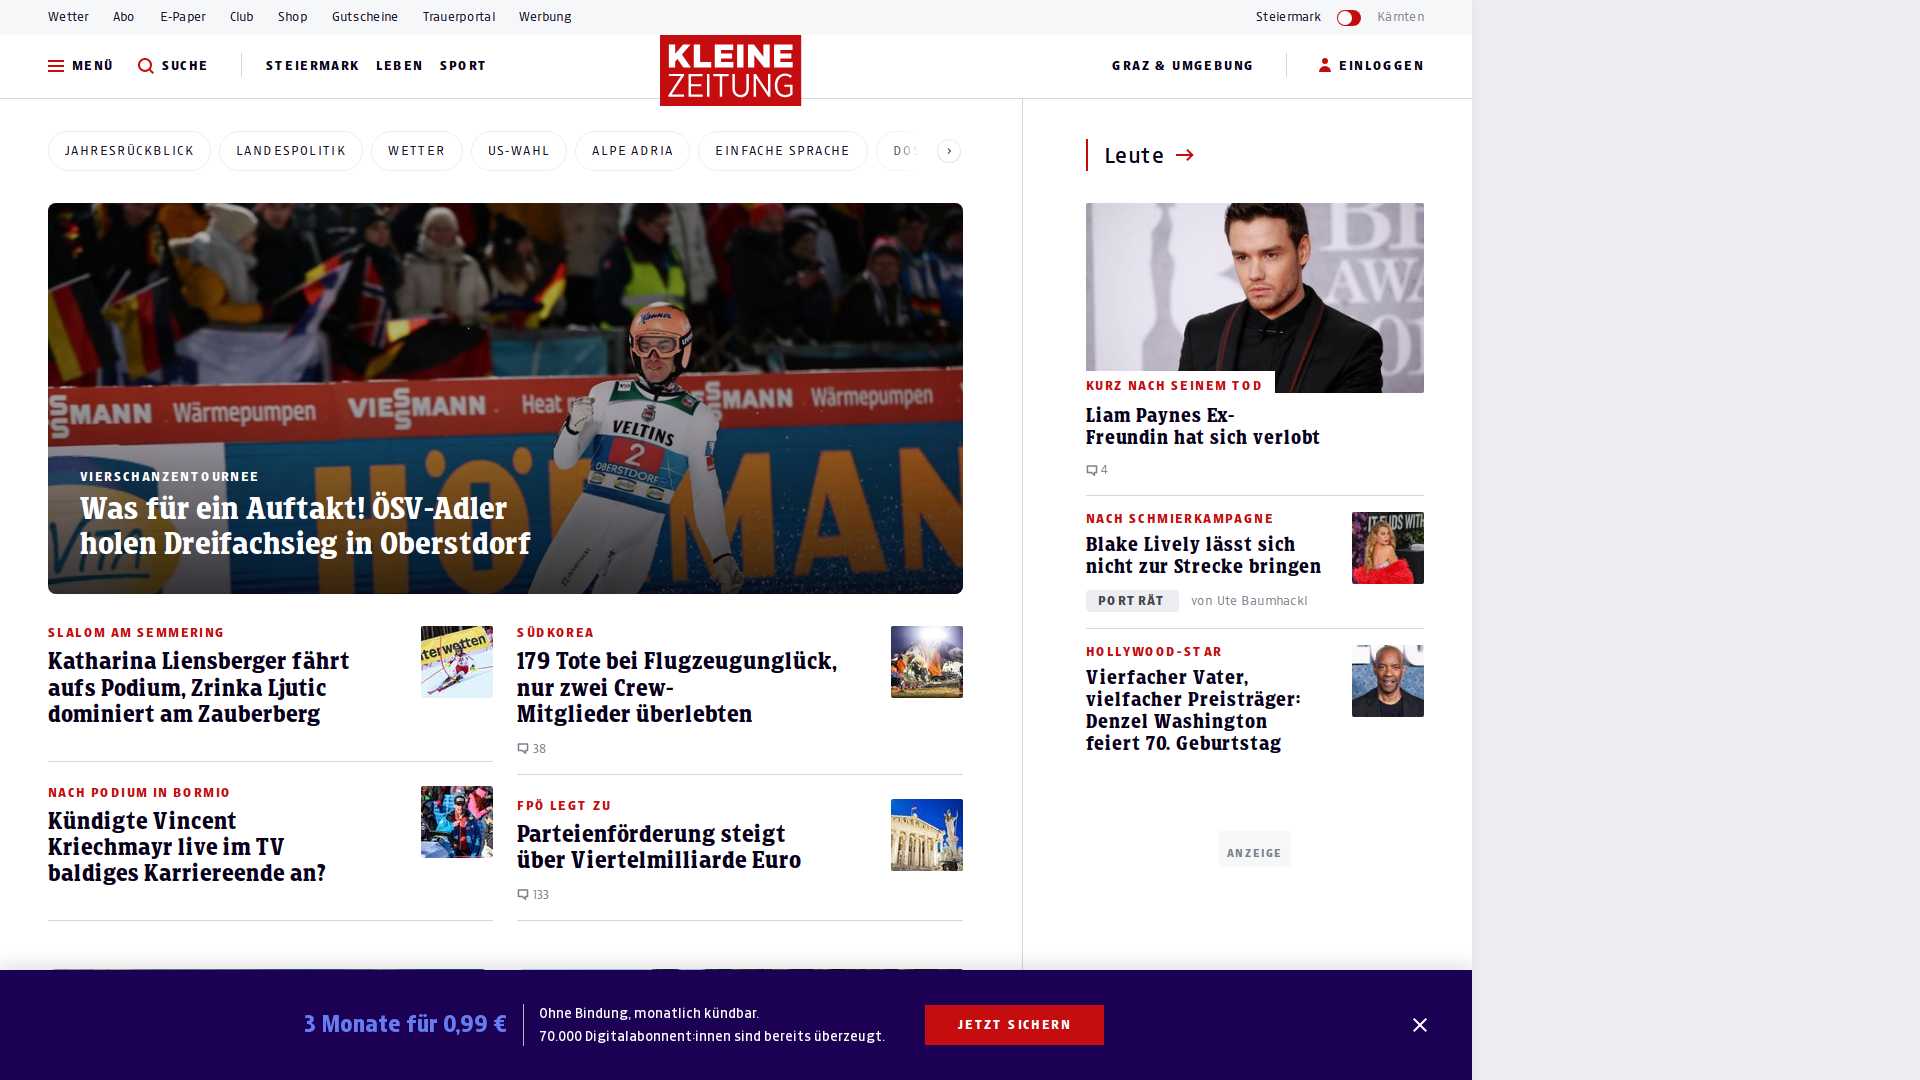 Wetter Abo E-Paper Club Shop Gutscheine Trauerportal Werbung
Steiermark Kärnten
MENÜ SUCHE STEIERMARK LEBEN SPORT
KLEINE
ZEITUNG
GRAZ & UMGEBUNG EINLOGGEN
JAHRESRÜCKBLICK LANDESPOLITIK WETTER US-WAHL ALPE ADRIA EINFACHE SPRACHE
VIESSMANN Wärmepumpen
VELTINS
2
OBERSTDORF
VIERSCHANZENTOURNEE
Was für ein Auftakt! ÖSV-Adler
holen Dreifachsieg in Oberstdorf
SLALOM AM SEMMERING
Katharina Liensberger fährt
aufs Podium, Zrinka Ljutic
dominiert am Zauberberg
NACH PODIUM IN BORMIO
Kündigte Vincent
Kriechmayr live im TV
baldiges Karriereende an?
SÜDKOREA
179 Tote bei Flugzeugunglück,
nur zwei Crew-
Mitglieder überlebten
38
FPÖ LEGT ZU
Parteienförderung steigt
über Viertelmilliarde Euro
133
Leute
KURZ NACH SEINEM TOD
Liam Paynes Ex-
Freundin hat sich verlobt
4
NACH SCHMIERKAMPAGNE
Blake Lively lässt sich
nicht zur Strecke bringen
PORTRÄT von Ute Baumhackl
HOLLYWOOD-STAR
Vierfacher Vater,
vielfacher Preisträger:
Denzel Washington
feiert 70. Geburtstag
ANZEIGE
3 Monate für 0,99 €
Ohne Bindung, monatlich kündbar.
70.000 Digitalabonnent:innen sind bereits überzeugt.
JETZT SICHERN